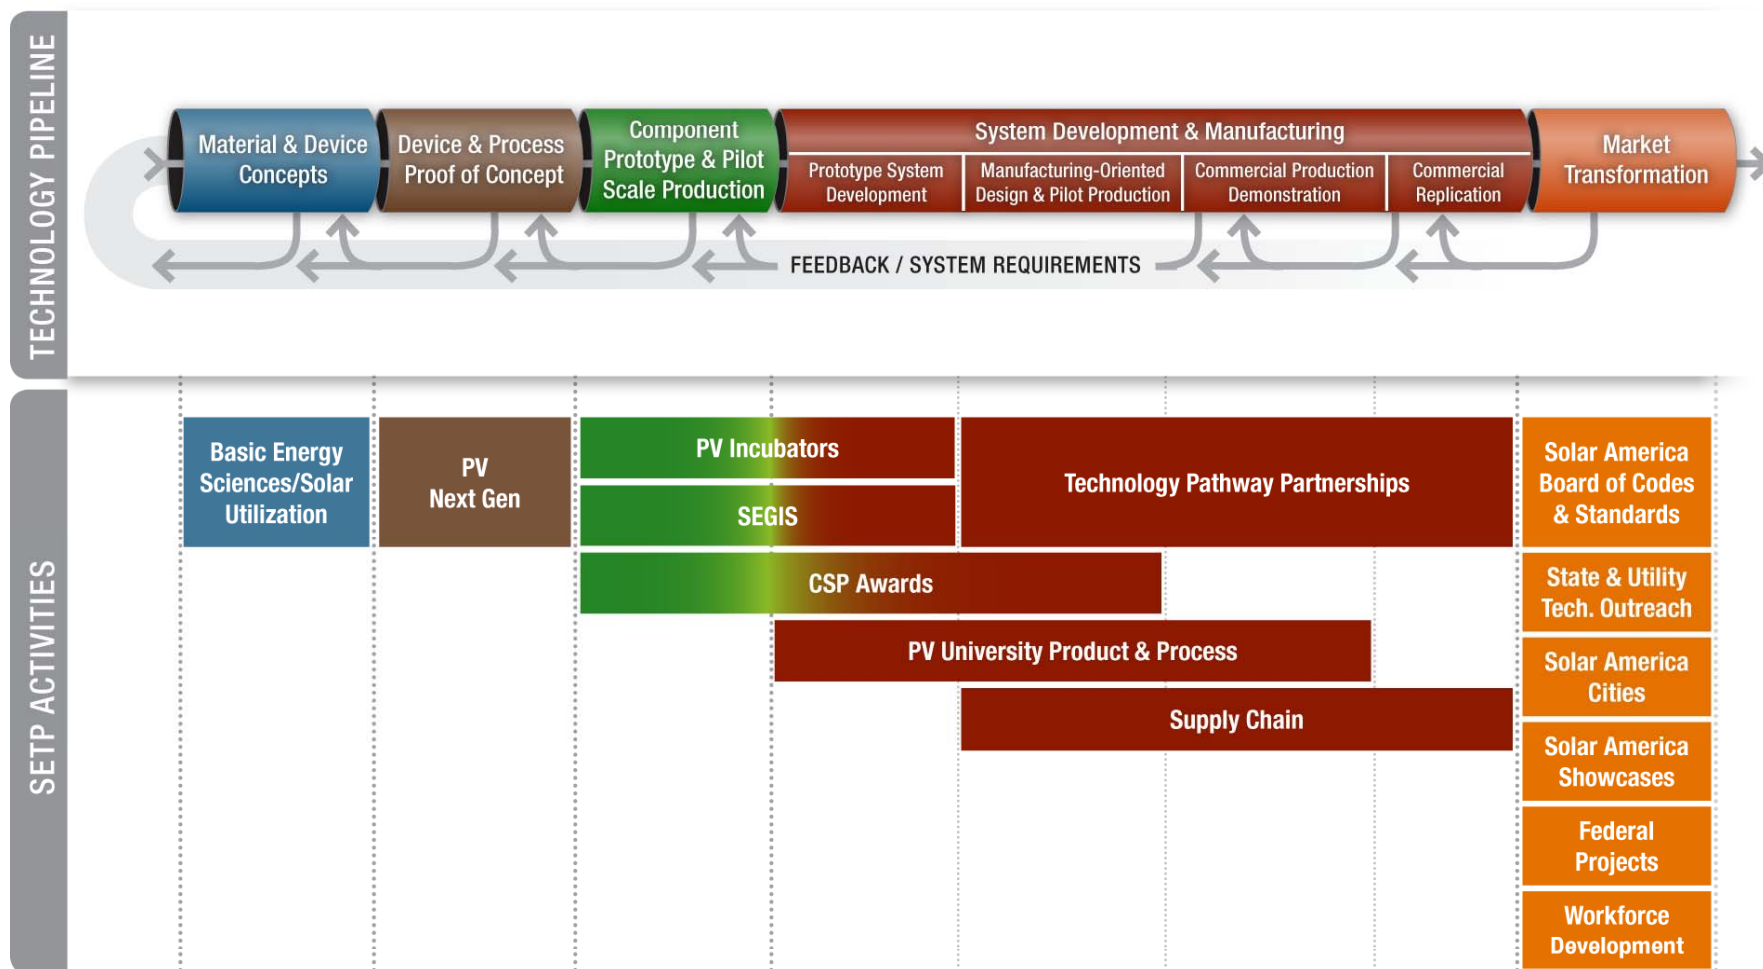 TECHNOLOGY PIPELINE
Material & Device
Concepts
Device & Process
Proof of Concept
Component
Prototype & Pilot
Scale Production
System Development & Manufacturing
Prototype System
Development
Manufacturing-Oriented
Design & Pilot Production
Commercial Production
Demonstration
Commercial
Replication
Market
Transformation
FEEDBACK / SYSTEM REQUIREMENTS
SETP ACTIVITIES
Basic Energy
Sciences/Solar
Utilization
PV
Next Gen
PV Incubators
SEGIS
CSP Awards
PV University Product & Process
Technology Pathway Partnerships
Supply Chain
Solar America
Board of Codes
& Standards
State & Utility
Tech. Outreach
Solar America
Cities
Solar America
Showcases
Federal
Projects
Workforce
Development